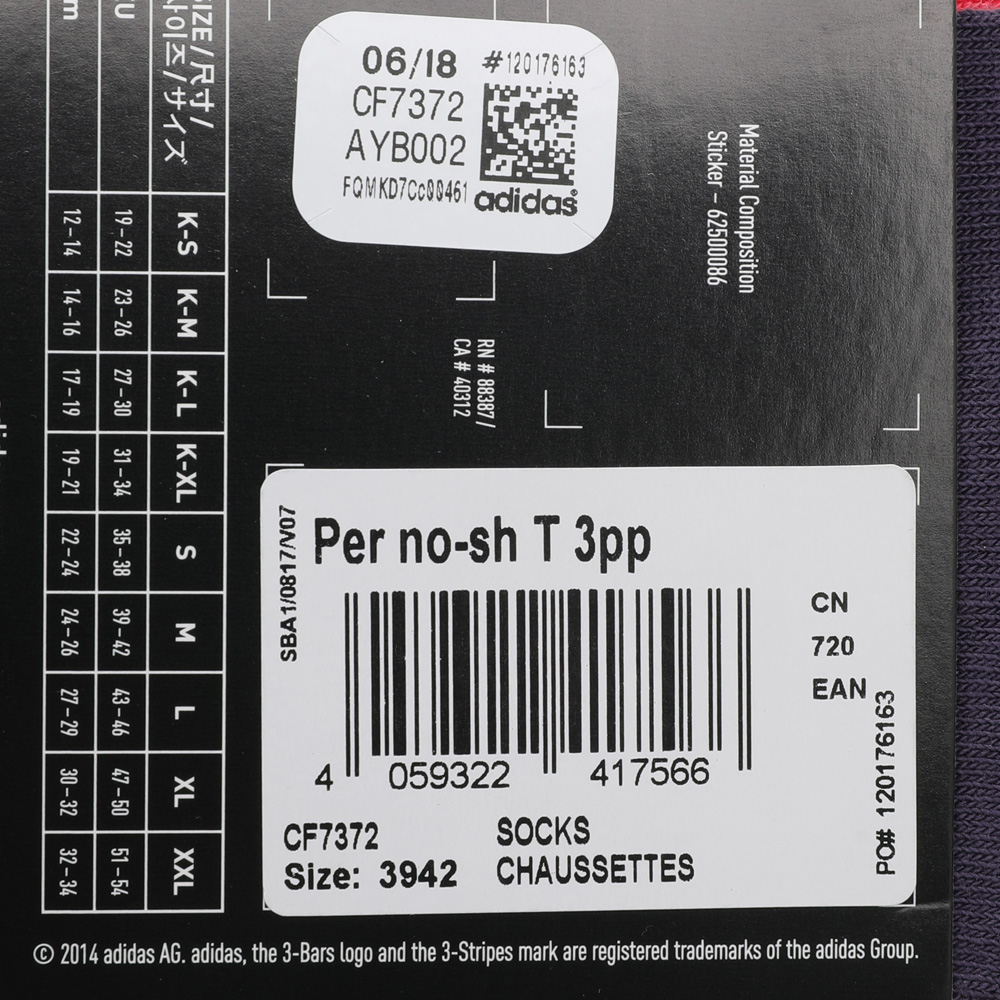 06/18 #120176163
CF7372
AYB002
FQMKD7Cc00461
adidas
Material Composition
Sticker – 62500086
RN # 88387/
CA # 40312
SIZE/尺寸/
사이즈/サイズ
K-S K-M K-L K-XL S M L XL XXL
19–22 23–26 27–30 31–34 35–38 39–42 43–46 47–50 51–54
12–14 14–16 17–19 19–21 22–24 24–26 27–29 30–32 32–34
SBA1/0817/V07
Per no-sh T 3pp
CN
720
EAN
4 059322 417566
PO# 120176163
CF7372 SOCKS
Size: 3942 CHAUSSETTES
© 2014 adidas AG. adidas, the 3-Bars logo and the 3-Stripes mark are registered trademarks of the adidas Group.